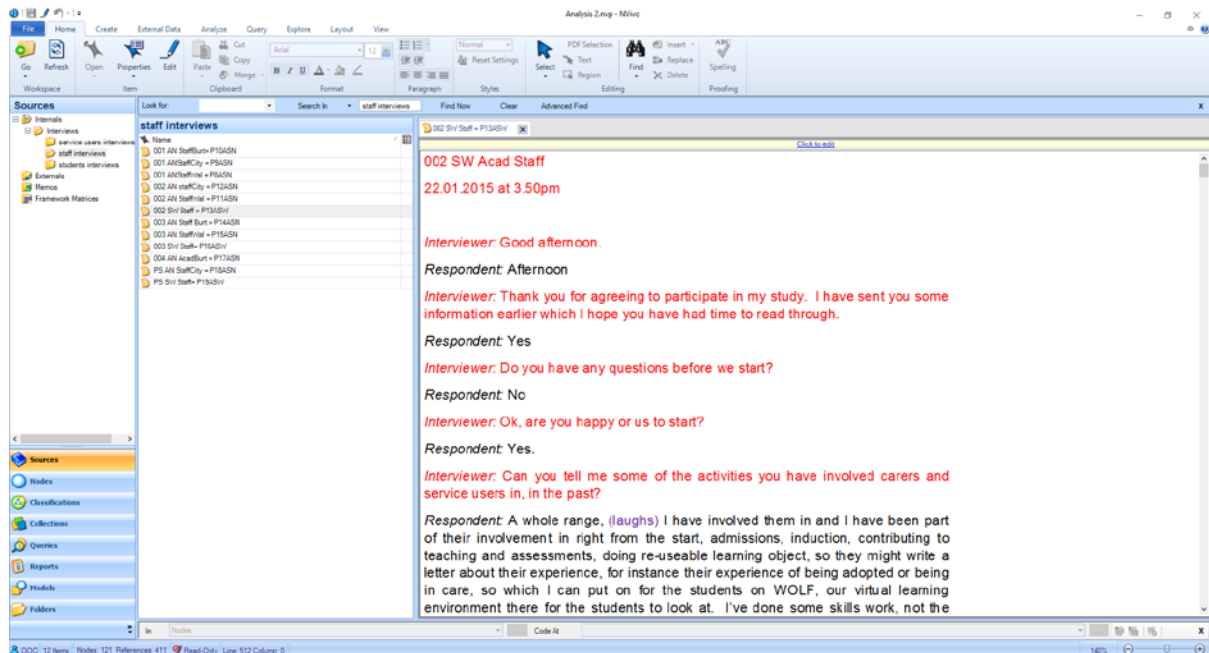 Analysis 2.nvp - NVivo
File Home Create External Data Analyze Query Explore Layout View
Go Refresh Open Properties Edit Paste Cut Copy Merge
Arial 12
B I U A
Normal Reset Settings
Select PDF Selection Text Region Find Insert Replace Delete
ABC Spelling
Workspace Item Clipboard Format Paragraph Styles Editing Proofing
Sources
Look for: Search In staff interviews Find Now Clear Advanced Find x
Internals
Interviews
service users interviews
staff interviews
students interviews
Externals
Memos
Framework Matrices
Sources
Nodes
Classifications
Collections
Queries
Reports
Models
Folders
staff interviews
Name
001 AN StaffBurt= P10ASN
001 ANStaffCity = P9ASN
001 ANStaffWal = P8ASN
002 AN staffCity = P12ASN
002 AN StaffWal = P11ASN
002 SW Staff = P13ASW
003 AN Staff Burt = P14ASN
003 AN StaffWal = P15ASN
003 SW Staff= P16ASW
004 AN AcadBurt = P17ASN
PS AN StaffCity = P18ASN
PS SW Staff= P19ASW
002 SW Staff = P13ASW
Click to edit
002 SW Acad Staff
22.01.2015 at 3.50pm
Interviewer: Good afternoon.
Respondent: Afternoon
Interviewer: Thank you for agreeing to participate in my study. I have sent you some
information earlier which I hope you have had time to read through.
Respondent: Yes
Interviewer: Do you have any questions before we start?
Respondent: No
Interviewer: Ok, are you happy or us to start?
Respondent: Yes.
Interviewer: Can you tell me some of the activities you have involved carers and
service users in, in the past?
Respondent: A whole range, (laughs) I have involved them in and I have been part
of their involvement in right from the start, admissions, induction, contributing to
teaching and assessments, doing re-useable learning object, so they might write a
letter about their experience, for instance their experience of being adopted or being
in care, so which I can put on for the students on WOLF, our virtual learning
environment there for the students to look at. I've done some skills work, not the
In Nodes Code At x
OOC 12 Items Nodes: 121 References: 411 Read-Only Line: 512 Column: 0 140%